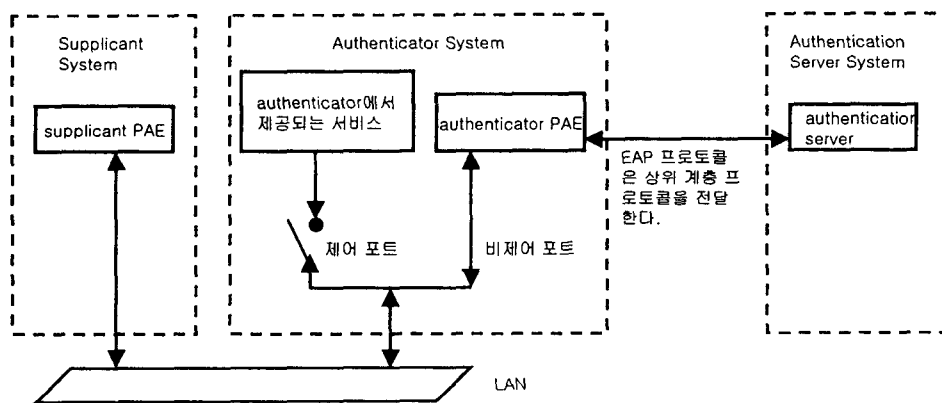 Supplicant
System
supplicant PAE
Authenticator System
authenticator에서
제공되는 서비스
authenticator PAE
제어 포트
비제어 포트
EAP 프로토콜
은 상위 계층 프
로토콜을 전달
한다.
Authentication
Server System
authentication
server
LAN